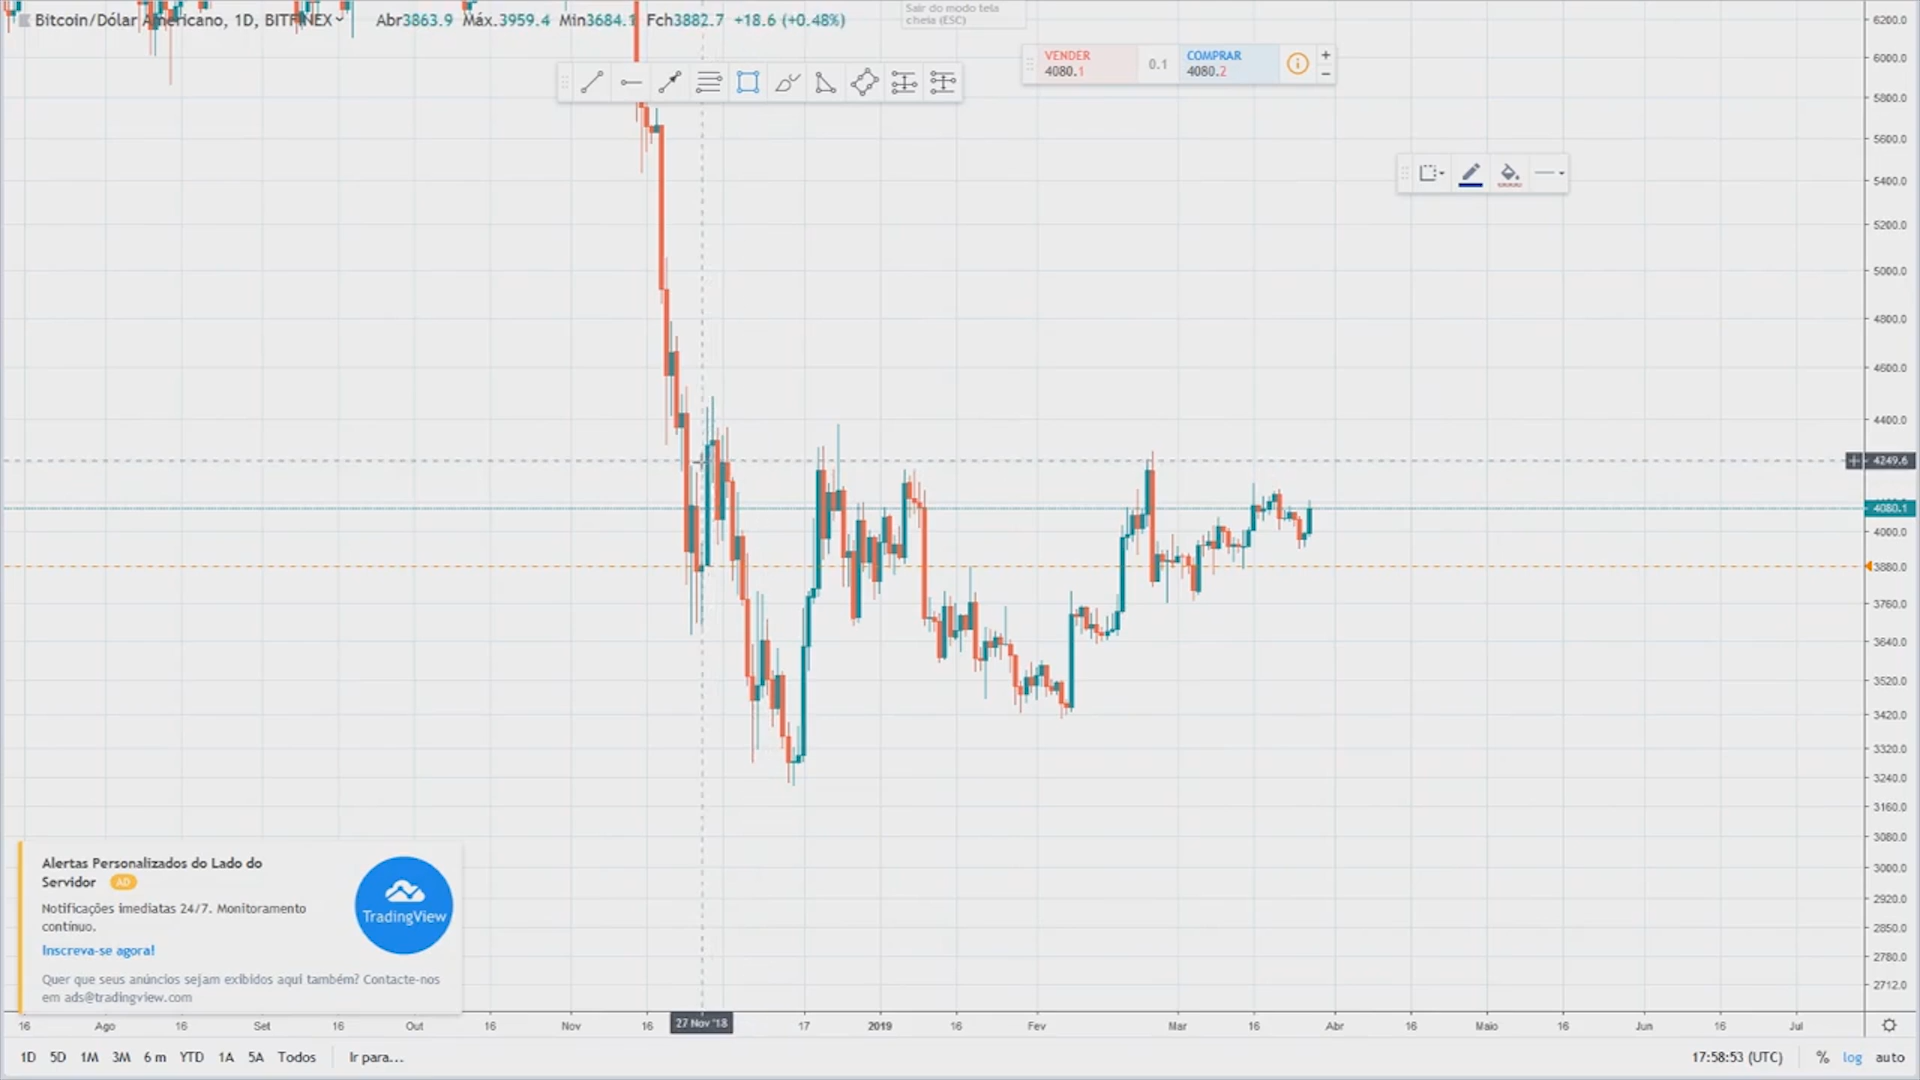 Bitcoin/Dólar Americano, 1D, BITFINEX Abr3863.9 Máx.3959.4 Mín3684.1 Fch3882.7 +18.6 (+0.48%)
Sair do modo tela
cheia (ESC)
VENDER
4080.1
0.1
COMPRAR
4080.2
+
−
6200.0
6000.0
5800.0
5600.0
5400.0
5200.0
5000.0
4800.0
4600.0
4400.0
4249.6
4080.1
4000.0
3880.0
3760.0
3640.0
3520.0
3420.0
3320.0
3240.0
3160.0
3080.0
3000.0
2920.0
2850.0
2780.0
2712.0
Alertas Personalizados do Lado do
Servidor AD
Notificações imediatas 24/7. Monitoramento
contínuo.
Inscreva-se agora!
Quer que seus anúncios sejam exibidos aqui também? Contacte-nos
em ads@tradingview.com
TradingView
16 Ago 16 Set 16 Out 16 Nov 16 27 Nov '18 17 2019 16 Fev Mar 16 Abr 16 Maio 16 Jun 16 Jul
1D 5D 1M 3M 6 m YTD 1A 5A Todos Ir para... 17:58:53 (UTC) % log auto